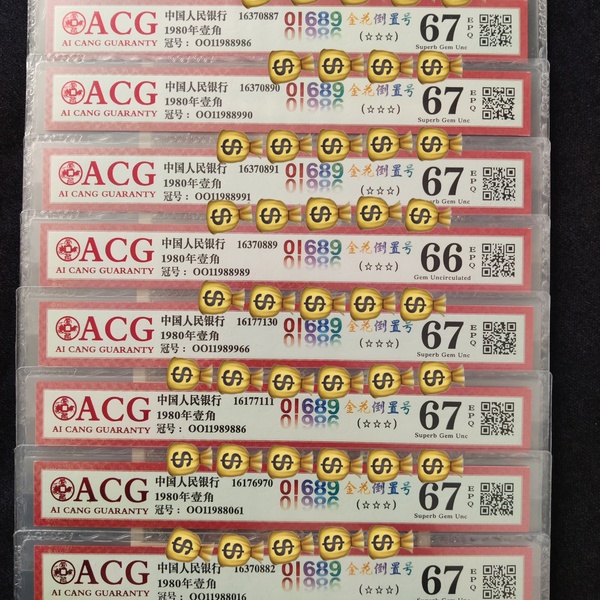 ACG 中国人民银行 16370887 01689 金花倒置号 67 EPQ
AI CANG GUARANTY 1980年壹角 (☆☆☆) Superb Gem Unc
冠号： OO11988986
ACG 中国人民银行 16370890 01689 金花倒置号 67 EPQ
AI CANG GUARANTY 1980年壹角 (☆☆☆) Superb Gem Unc
冠号： OO11988990
ACG 中国人民银行 16370891 01689 金花倒置号 67 EPQ
AI CANG GUARANTY 1980年壹角 (☆☆☆) Gem Unc
冠号： OO11988991
ACG 中国人民银行 16370889 01689 金花倒置号 66 EPQ
AI CANG GUARANTY 1980年壹角 (☆☆☆) Gem Uncirculated
冠号： OO11988989
ACG 中国人民银行 16177130 01689 金花倒置号 67 EPQ
AI CANG GUARANTY 1980年壹角 (☆☆☆) Superb Gem Unc
冠号： OO11989966
ACG 中国人民银行 16177111 01689 金花倒置号 67 EPQ
AI CANG GUARANTY 1980年壹角 (☆☆☆) Superb Gem Unc
冠号： OO11989886
ACG 中国人民银行 16176970 01689 金花倒置号 67 EPQ
AI CANG GUARANTY 1980年壹角 (☆☆☆) Superb Gem Unc
冠号： OO11988061
ACG 中国人民银行 16370882 01689 金花倒置号 67 EPQ
AI CANG GUARANTY 1980年壹角 (☆☆☆)
冠号： OO11988016